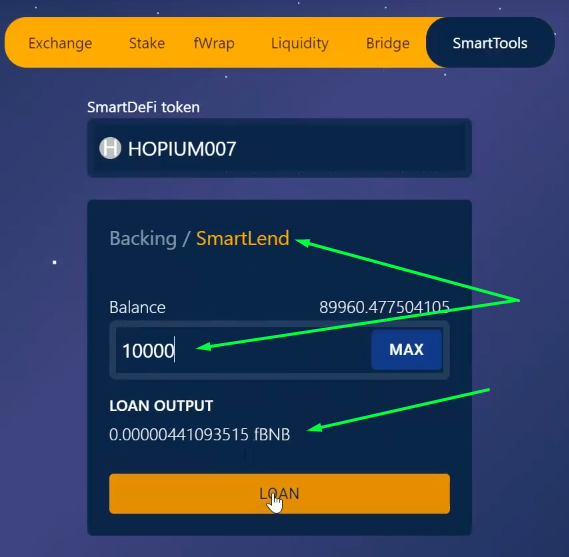 Exchange Stake fWrap Liquidity Bridge SmartTools
SmartDeFi token
H HOPIUM007
Backing / SmartLend
Balance 89960.477504105
10000 MAX
LOAN OUTPUT
0.00000441093515 fBNB
LOAN